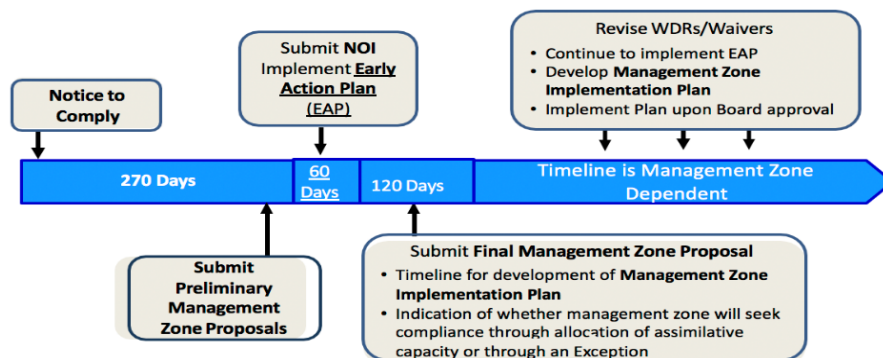 Notice to
Comply
Submit NOI
Implement Early
Action Plan
(EAP)
Revise WDRs/Waivers
• Continue to implement EAP
• Develop Management Zone
Implementation Plan
• Implement Plan upon Board approval
270 Days
60
Days
120 Days
Timeline is Management Zone
Dependent
Submit
Preliminary
Management
Zone Proposals
Submit Final Management Zone Proposal
• Timeline for development of Management Zone
Implementation Plan
• Indication of whether management zone will seek
compliance through allocation of assimilative
capacity or through an Exception